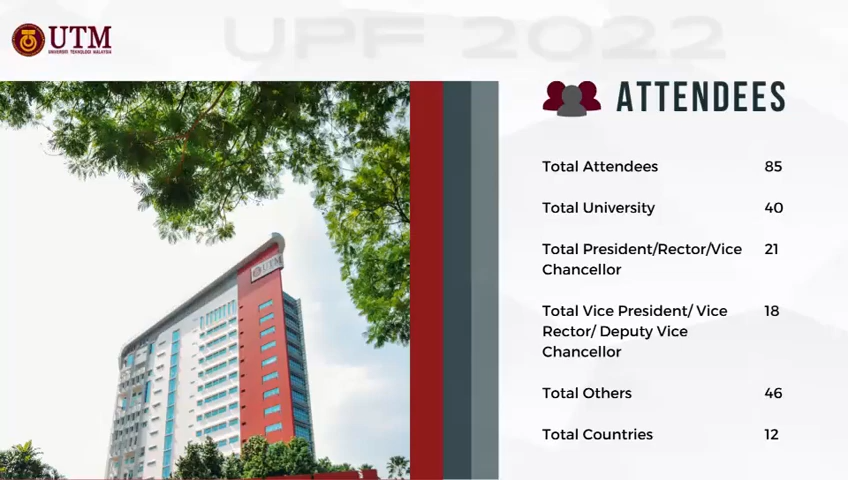 UPF 2022
UTM
UNIVERSITI TEKNOLOGI MALAYSIA
ATTENDEES
Total Attendees 85
Total University 40
Total President/Rector/Vice 21
Chancellor
Total Vice President/ Vice 18
Rector/ Deputy Vice
Chancellor
Total Others 46
Total Countries 12
UTM